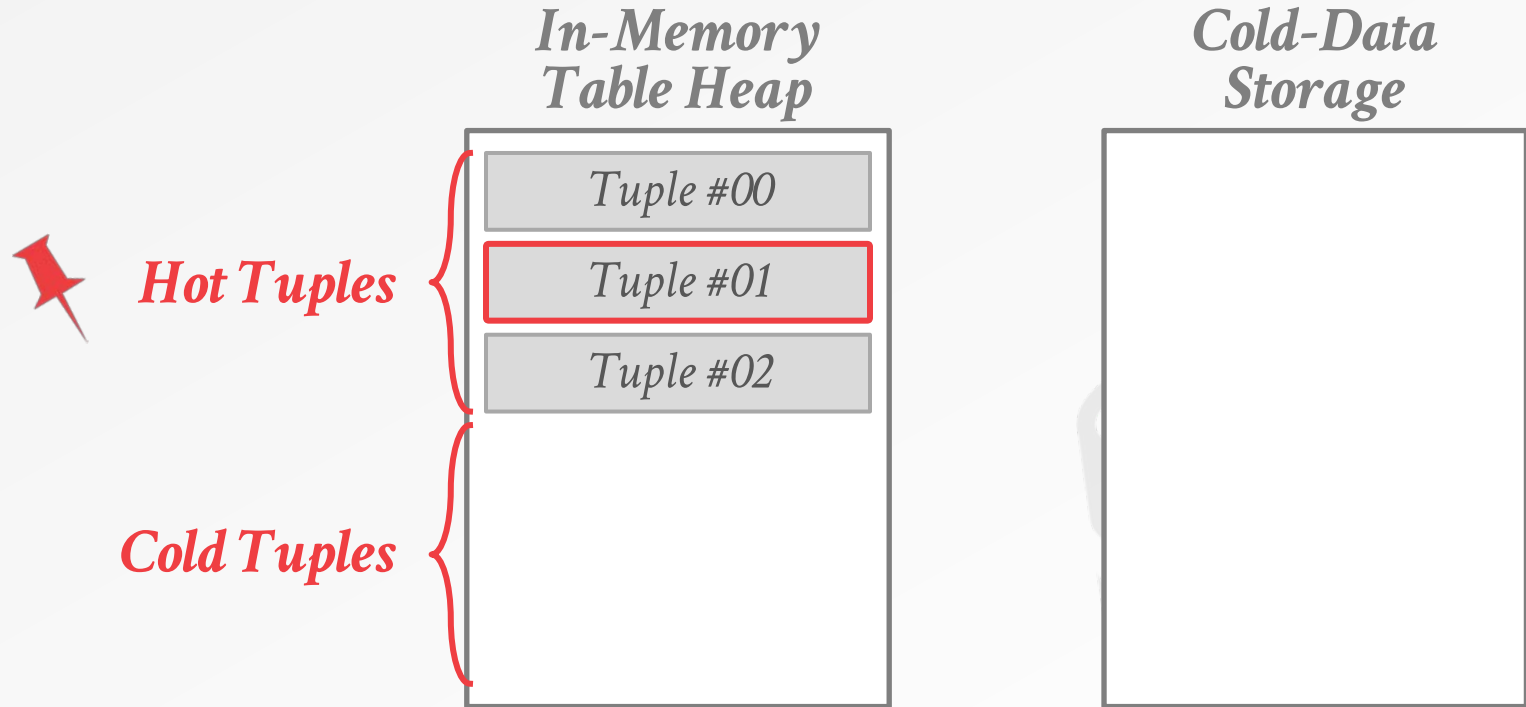 In-Memory
Table Heap
Cold-Data
Storage
Tuple #00
Hot Tuples
Tuple #01
Tuple #02
Cold Tuples